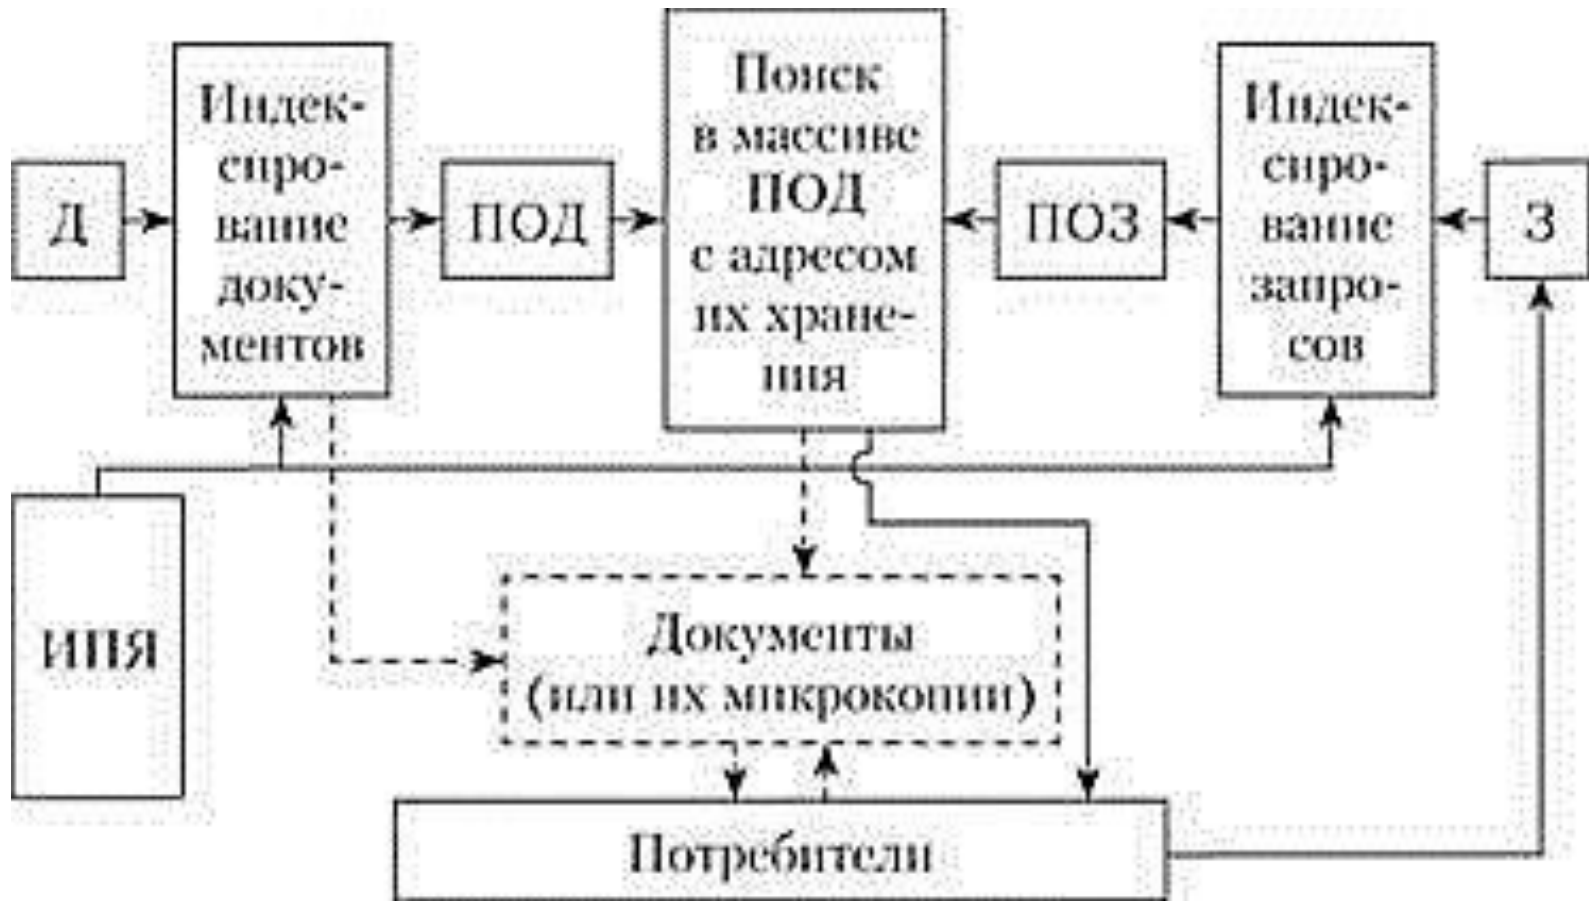 Д
Индек-
сиро-
вание
доку-
ментов
ПОД
Поиск
в массиве
ПОД
с адресом
их хране-
ния
ПОЗ
Индек-
сиро-
вание
запро-
сов
З
ИПЯ
Документы
(или их микрокопии)
Потребители